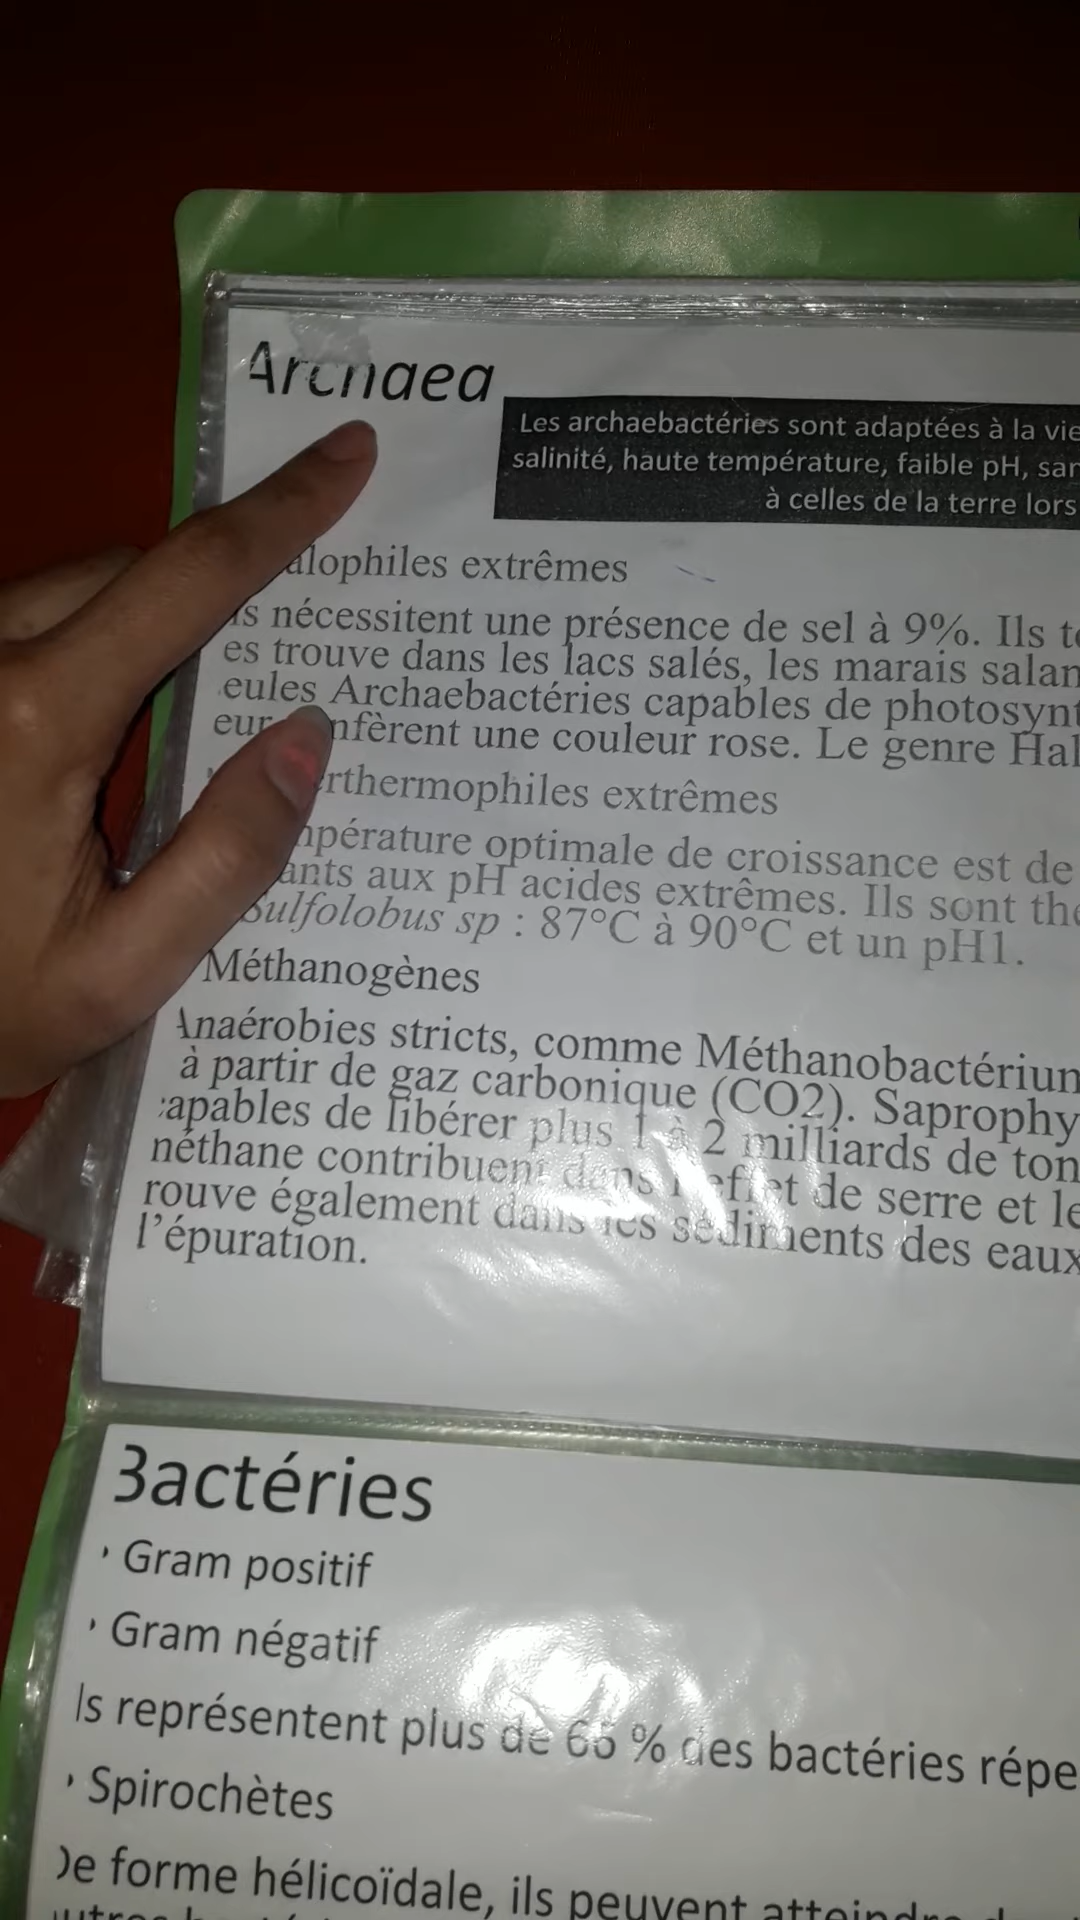 Archaea
Les archaebactéries sont adaptées à la vie
salinité, haute température, faible pH,
à celles de la terre lors
alophiles extrêmes
nécessitent une présence de sel à 9%. Ils
es trouve dans les lacs salés, les marais salan
eules Archaebactéries capables de photosynt
eur nfèrent une couleur rose. Le genre Hal
rthermophiles extrêmes
npérature optimale de croissance est de
ants aux pH acides extrêmes. Ils sont
Sulfolobus sp : 87°C à 90°C et un pH1.
Méthanogènes
Anaérobies stricts, comme Méthanobactérium
à partir de gaz carbonique (CO2). Saprophy
apables de libérer plus 1 à 2 milliards de ton
néthane contribuent dans l'effet de serre et le
rouve également dans les sédiments des eaux
l'épuration.
Bactéries
Gram positif
Gram négatif
ls représentent plus de 65 % des bactéries répe
Spirochètes
De forme hélicoïdale, ils peuvent atteindre